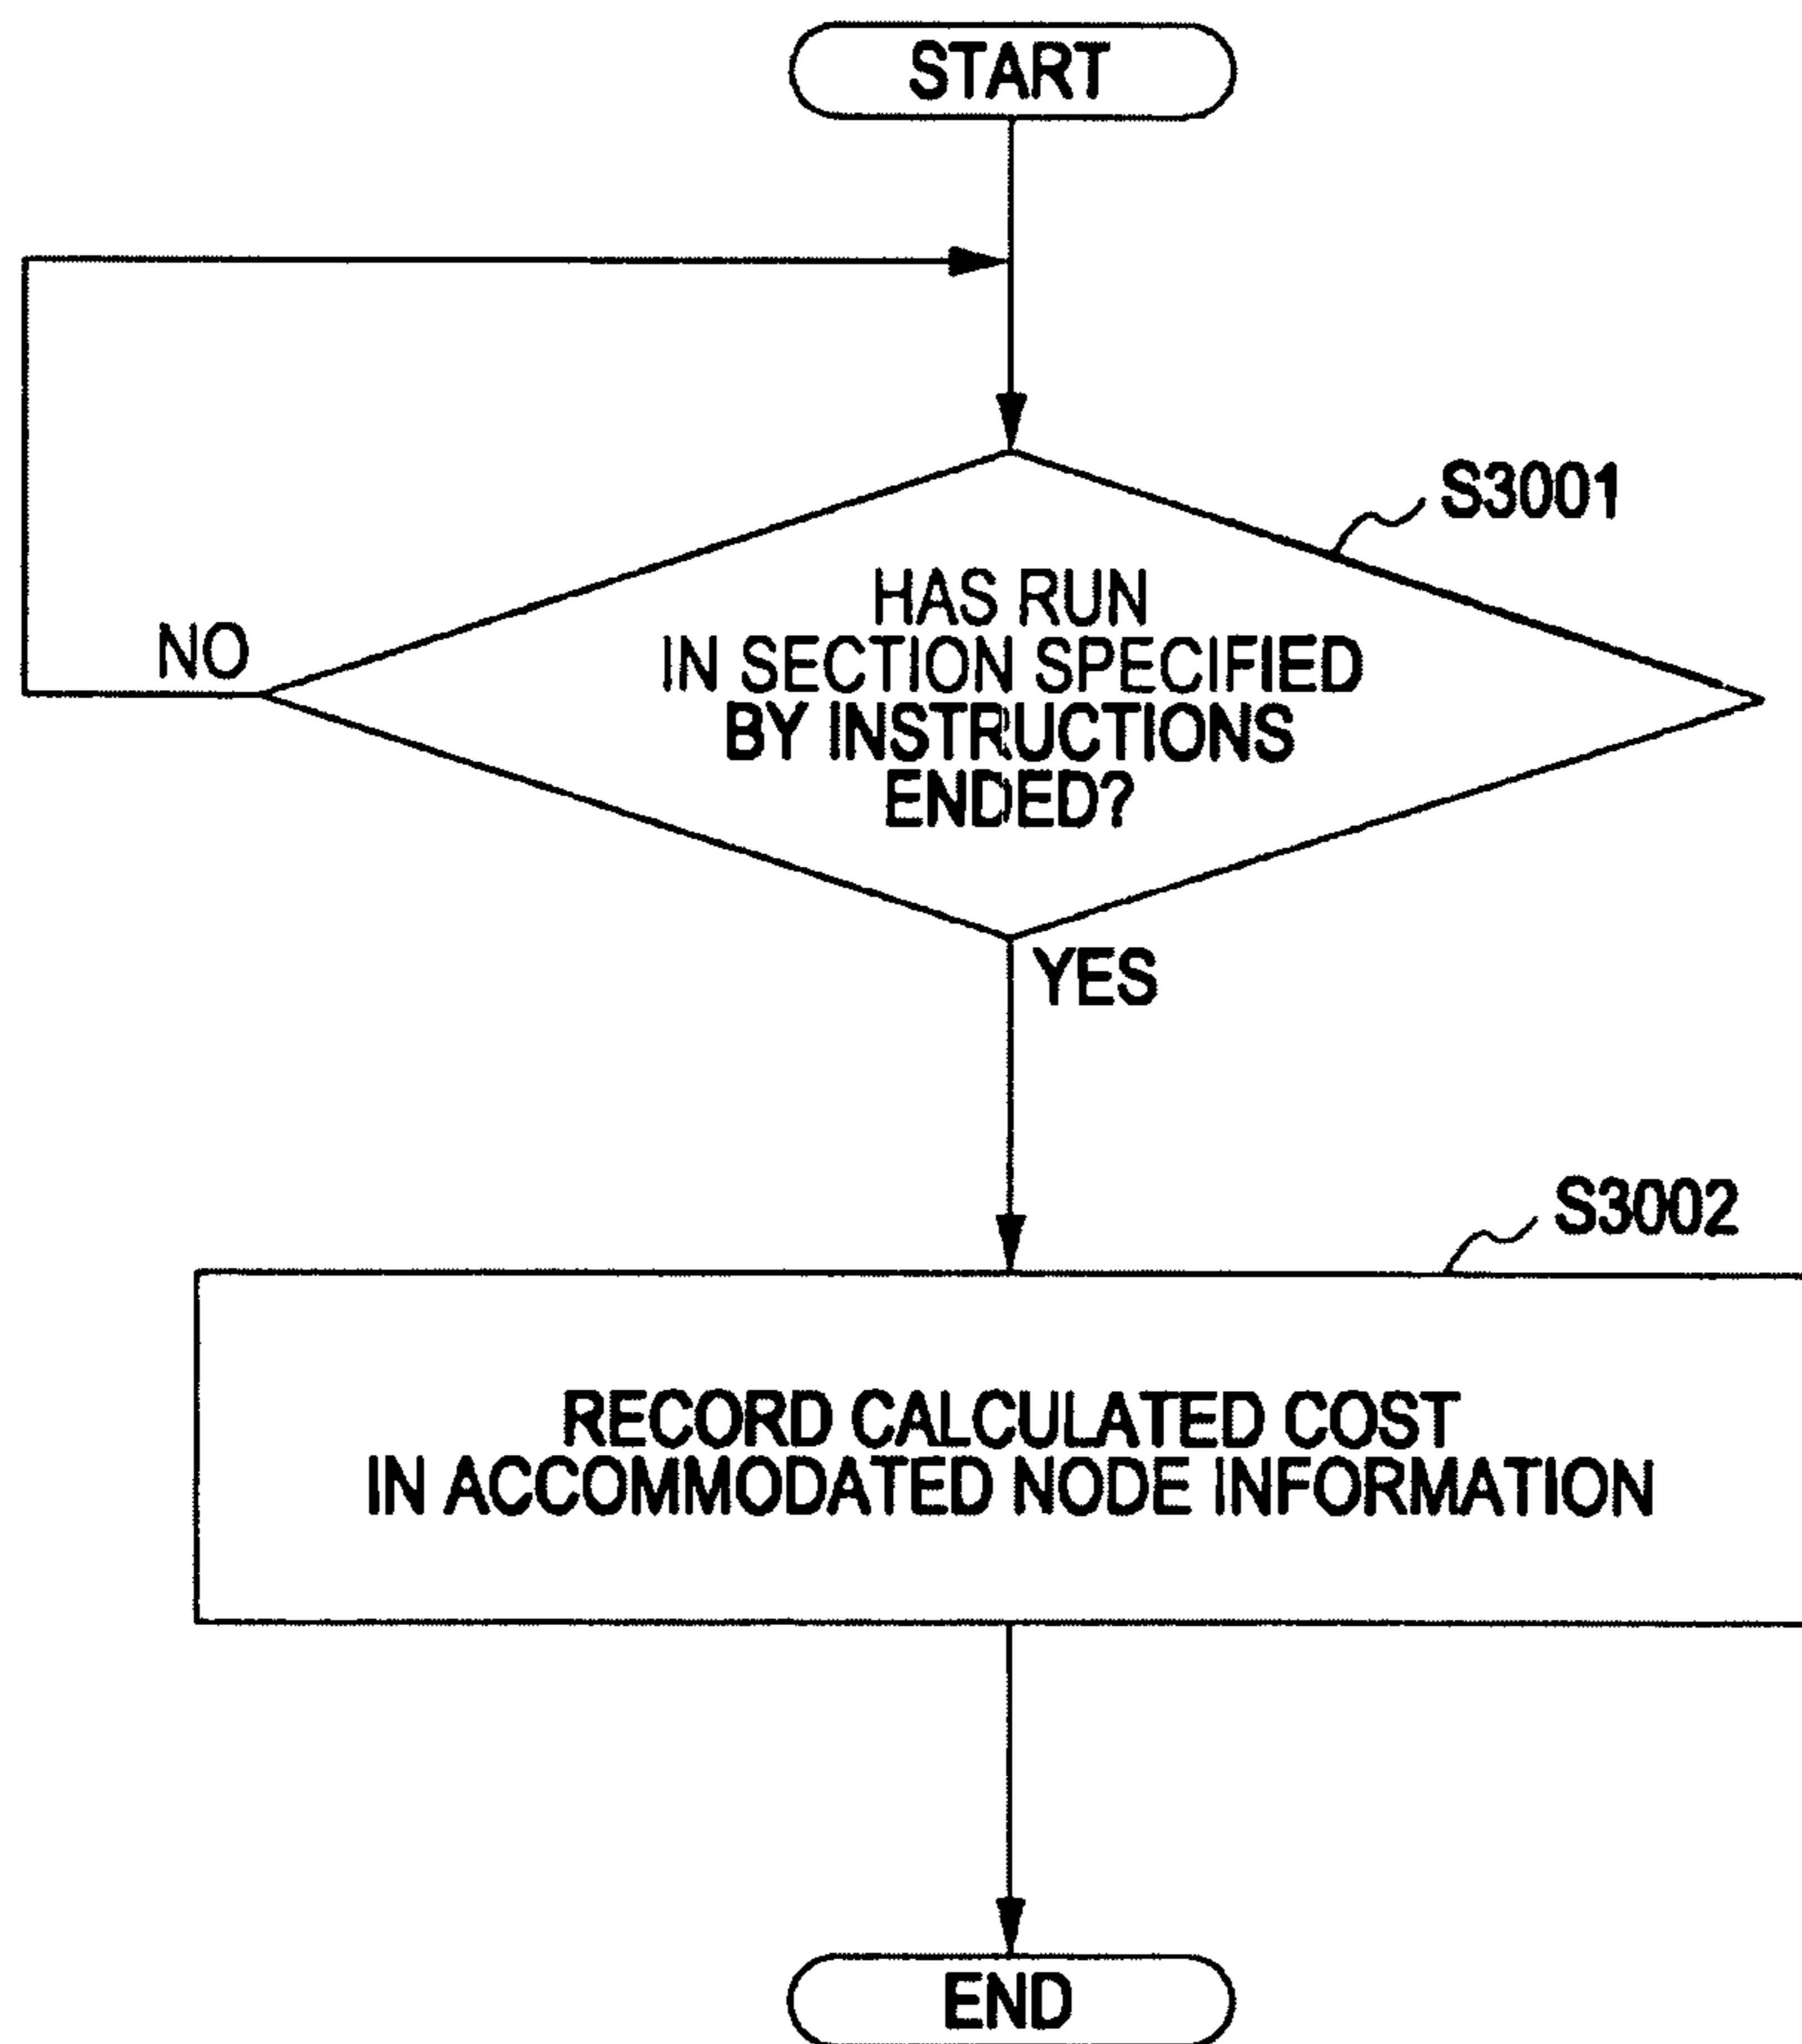 START
S3001
HAS RUN
IN SECTION SPECIFIED
BY INSTRUCTIONS
ENDED?
NO
YES
S3002
RECORD CALCULATED COST
IN ACCOMMODATED NODE INFORMATION
END